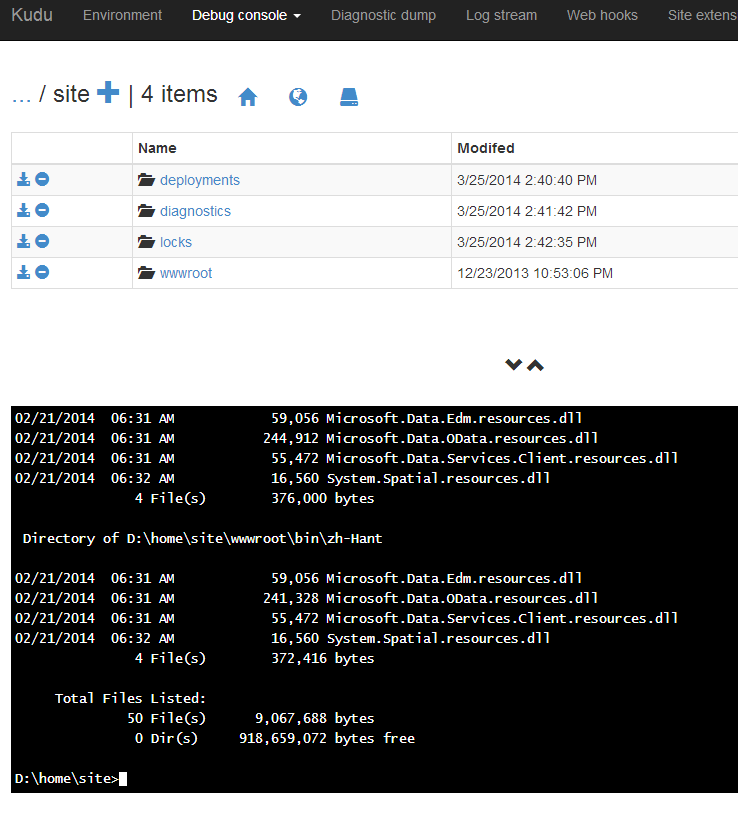 Kudu Environment Debug console Diagnostic dump Log stream Web hooks Site extens
... / site | 4 items
Name Modifed
deployments 3/25/2014 2:40:40 PM
diagnostics 3/25/2014 2:41:42 PM
locks 3/25/2014 2:42:35 PM
wwwroot 12/23/2013 10:53:06 PM
02/21/2014  06:31 AM            59,056 Microsoft.Data.Edm.resources.dll
02/21/2014  06:31 AM           244,912 Microsoft.Data.OData.resources.dll
02/21/2014  06:31 AM            55,472 Microsoft.Data.Services.Client.resources.dll
02/21/2014  06:32 AM            16,560 System.Spatial.resources.dll
               4 File(s)        376,000 bytes
 Directory of D:\home\site\wwwroot\bin\zh-Hant
02/21/2014  06:31 AM            59,056 Microsoft.Data.Edm.resources.dll
02/21/2014  06:31 AM           241,328 Microsoft.Data.OData.resources.dll
02/21/2014  06:31 AM            55,472 Microsoft.Data.Services.Client.resources.dll
02/21/2014  06:32 AM            16,560 System.Spatial.resources.dll
               4 File(s)        372,416 bytes
     Total Files Listed:
              50 File(s)      9,067,688 bytes
               0 Dir(s)     918,659,072 bytes free
D:\home\site>